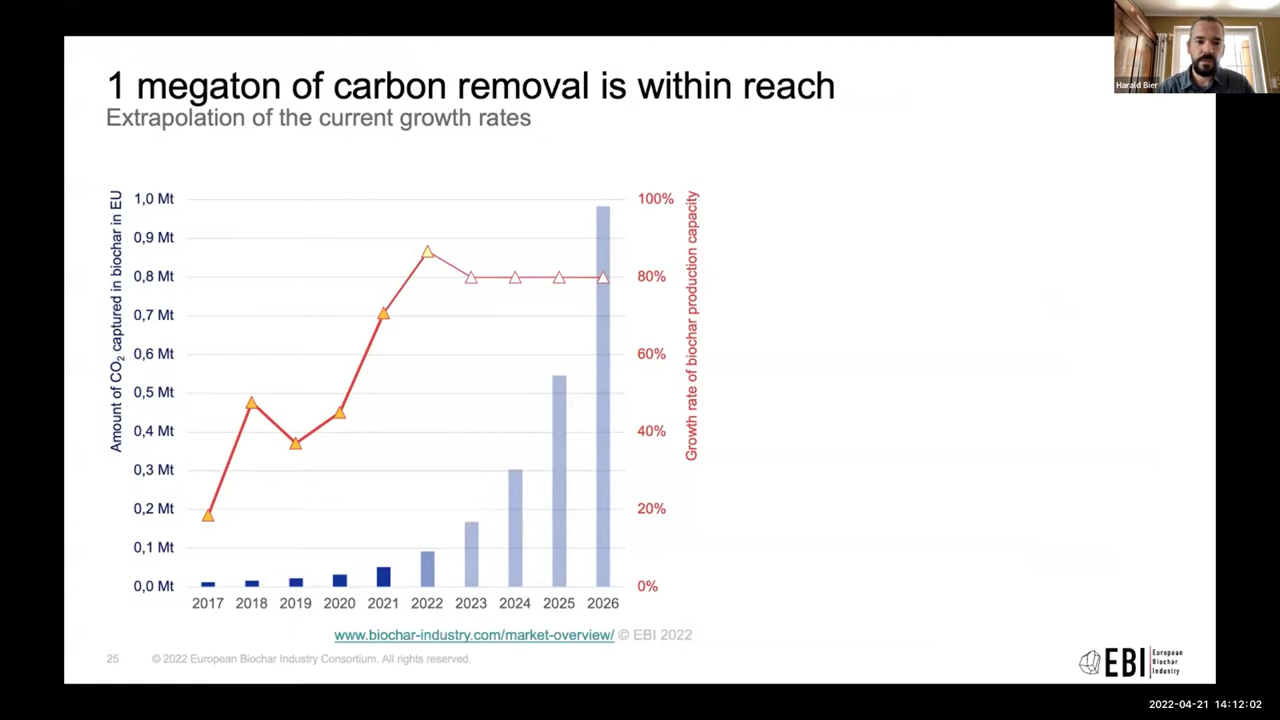 1 megaton of carbon removal is within reach
Extrapolation of the current growth rates
Harald Bier
Amount of CO₂ captured in biochar in EU
1,0 Mt
0,9 Mt
0,8 Mt
0,7 Mt
0,6 Mt
0,5 Mt
0,4 Mt
0,3 Mt
0,2 Mt
0,1 Mt
0,0 Mt
100%
80%
60%
40%
20%
0%
Growth rate of biochar production capacity
2017 2018 2019 2020 2021 2022 2023 2024 2025 2026
www.biochar-industry.com/market-overview/ © EBI 2022
25 © 2022 European Biochar Industry Consortium. All rights reserved.
EBI
European
Biochar
Industry
2022-04-21 14:12:02